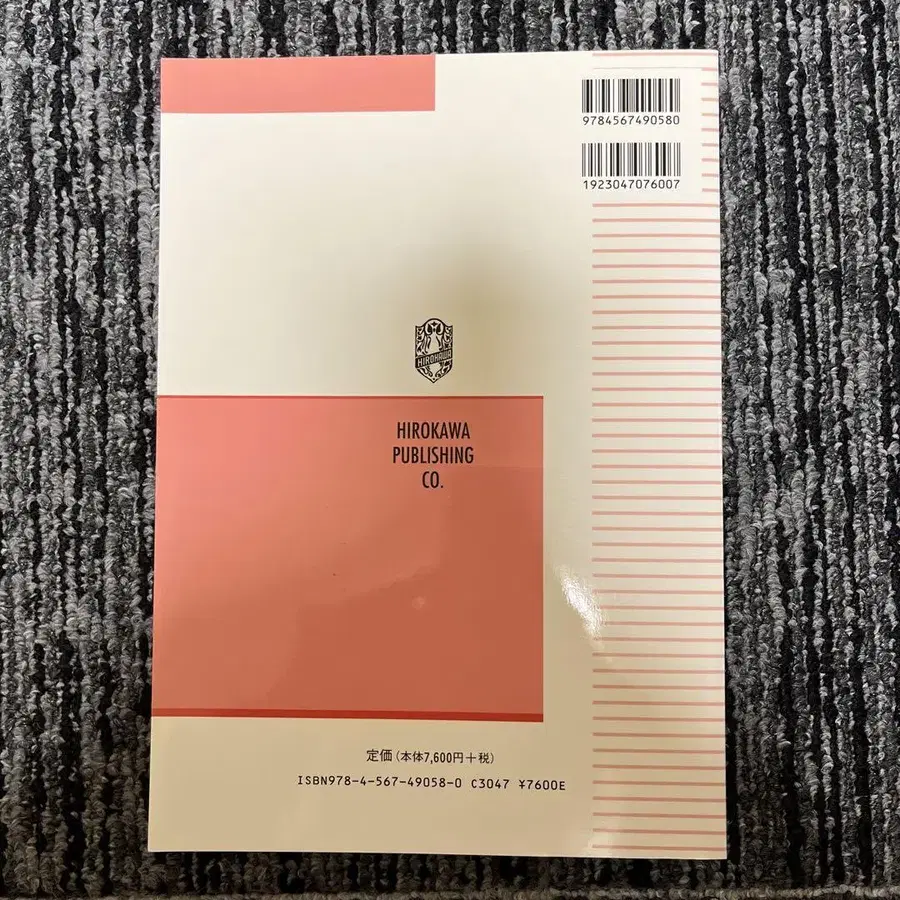 9784567490580
1923047076007
HIROKAWA
HIROKAWA
PUBLISHING
CO.
定価(本体7,600円+税)
ISBN978-4-567-49058-0 C3047 ¥7600E